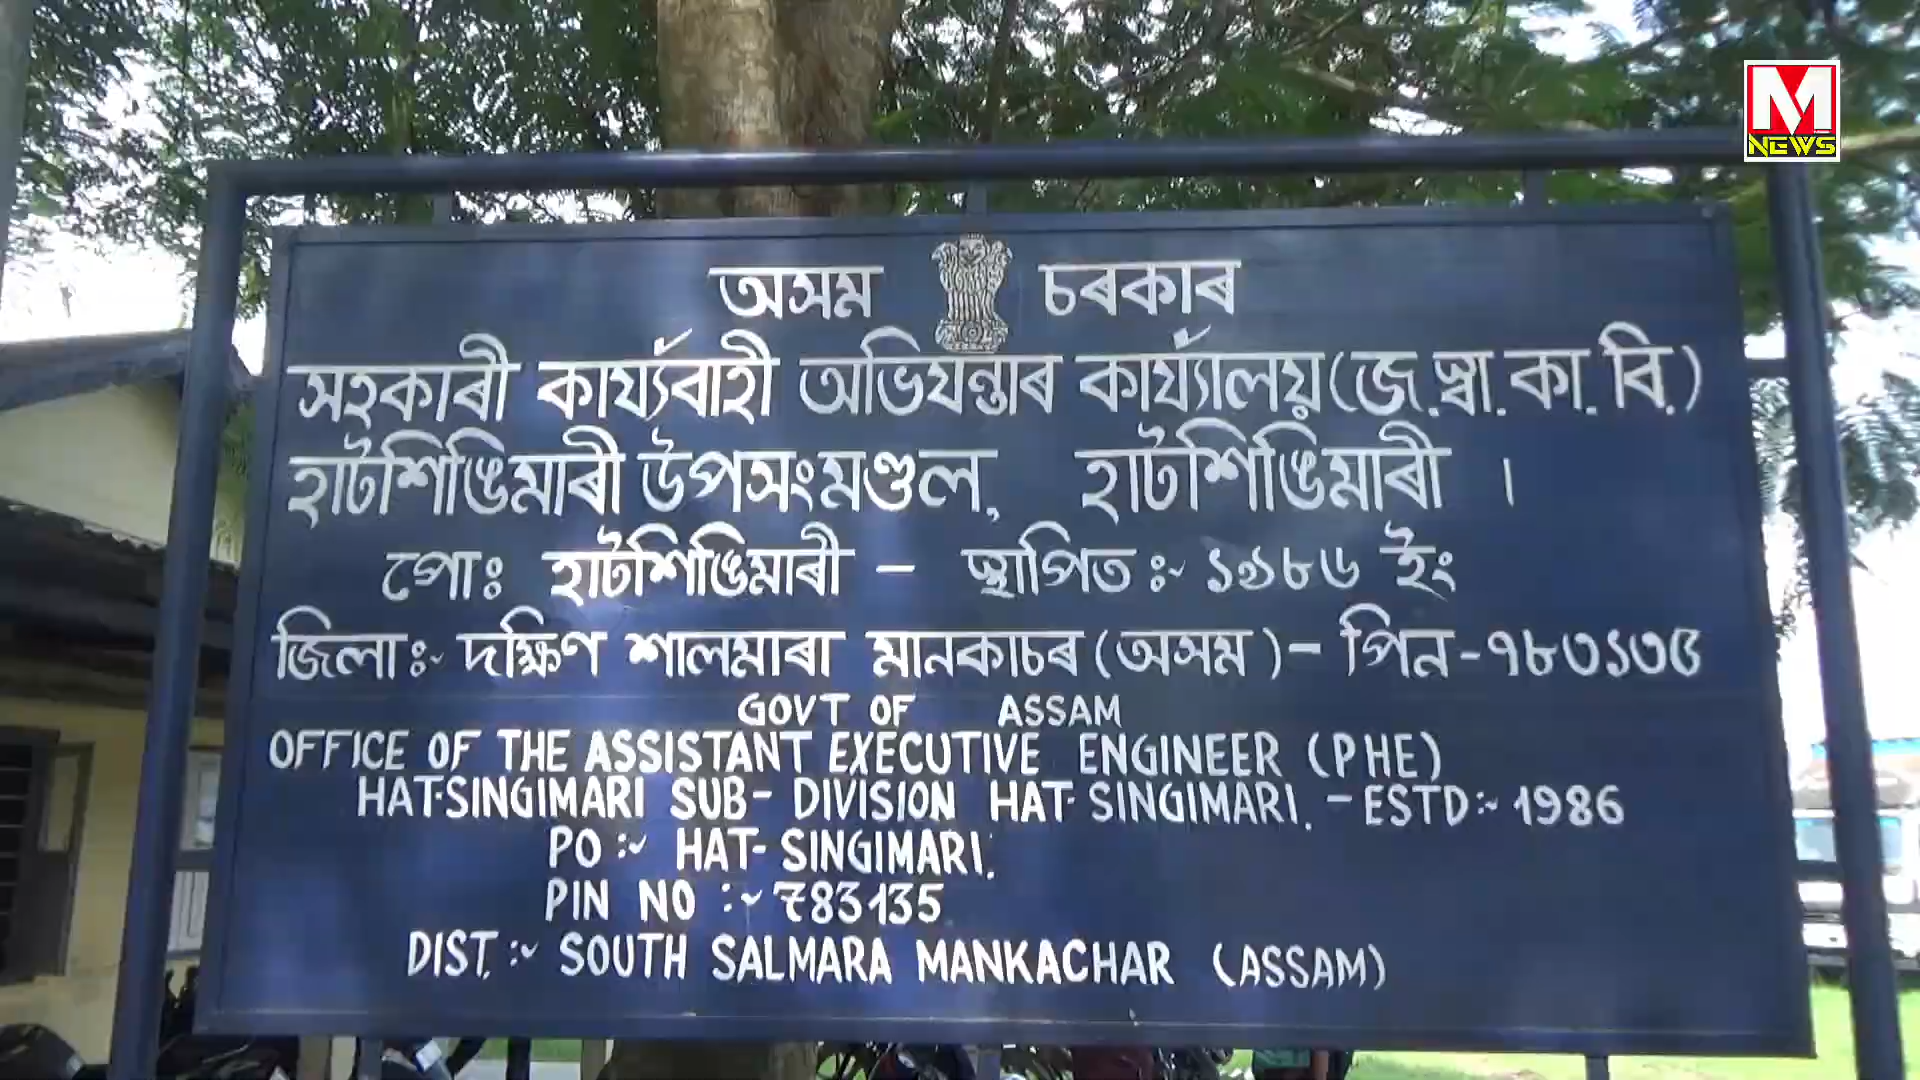 M
NEWS
অসম চৰকাৰ
সহকাৰী কাৰ্য্যবাহী অভিযন্তাৰ কাৰ্য্যালয় (জে.স্বা.কা.বি.)
হাটশিঙিমাৰী উপসংমণ্ডল, হাটশিঙিমাৰী ।
পোঃ হাটশিঙিমাৰী - স্থাপিত :- ১৯৮৬ ইং
জিলা :- দক্ষিণ শালমাৰা মানকাচৰ (অসম) - পিন - ৭৮৩১৩৫
GOVT OF ASSAM
OFFICE OF THE ASSISTANT EXECUTIVE ENGINEER (PHE)
HAT-SINGIMARI SUB-DIVISION HAT-SINGIMARI. - ESTD:- 1986
PO :- HAT-SINGIMARI.
PIN NO :- 783135
DIST. :- SOUTH SALMARA MANKACHAR (ASSAM)